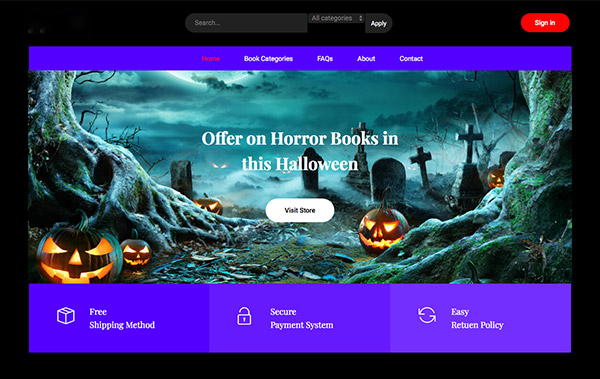 Search...
All categories
Apply
Sign in
Home
Book Categories
FAQs
About
Contact
Offer on Horror Books in
this Halloween
Visit Store
Free
Shipping Method
Secure
Payment System
Easy
Retuen Policy